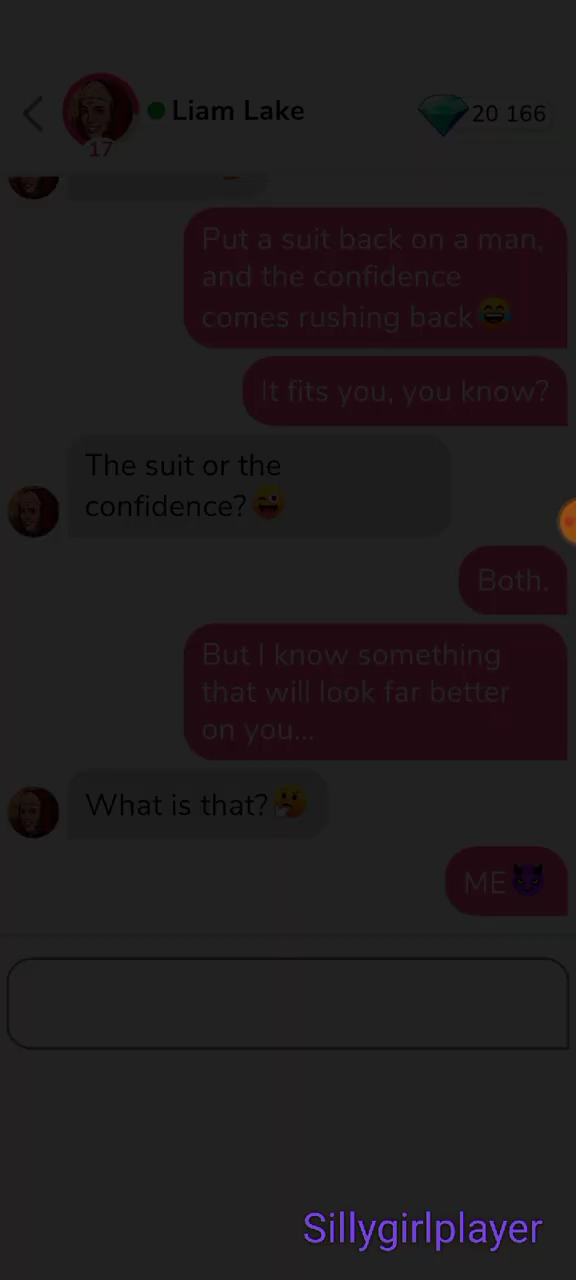 Liam Lake
20 166
17
Put a suit back on a man,
and the confidence
comes rushing back😅
It fits you, you know?
The suit or the
confidence?😜
Both.
But I know something
that will look far better
on you...
What is that?🤔
ME😈
Sillygirlplayer